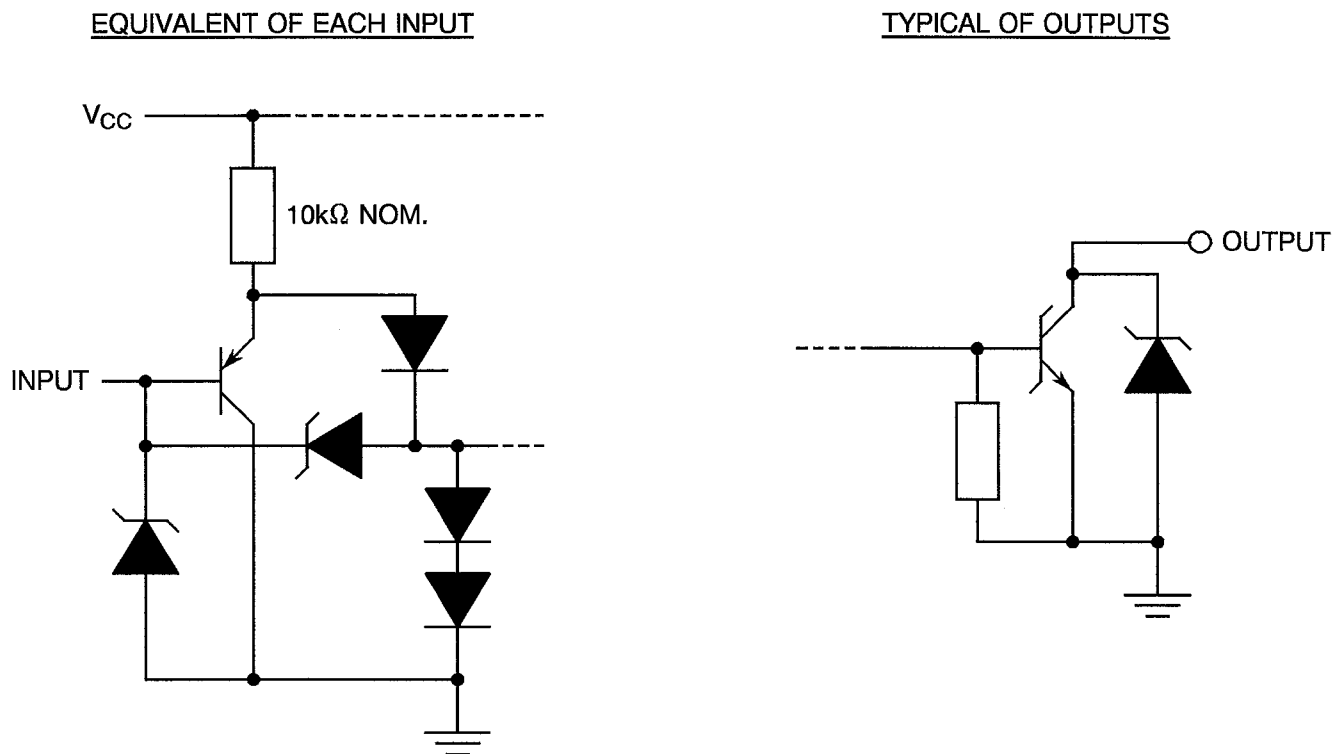 EQUIVALENT OF EACH INPUT
TYPICAL OF OUTPUTS
VCC
10kΩ NOM.
OUTPUT
INPUT